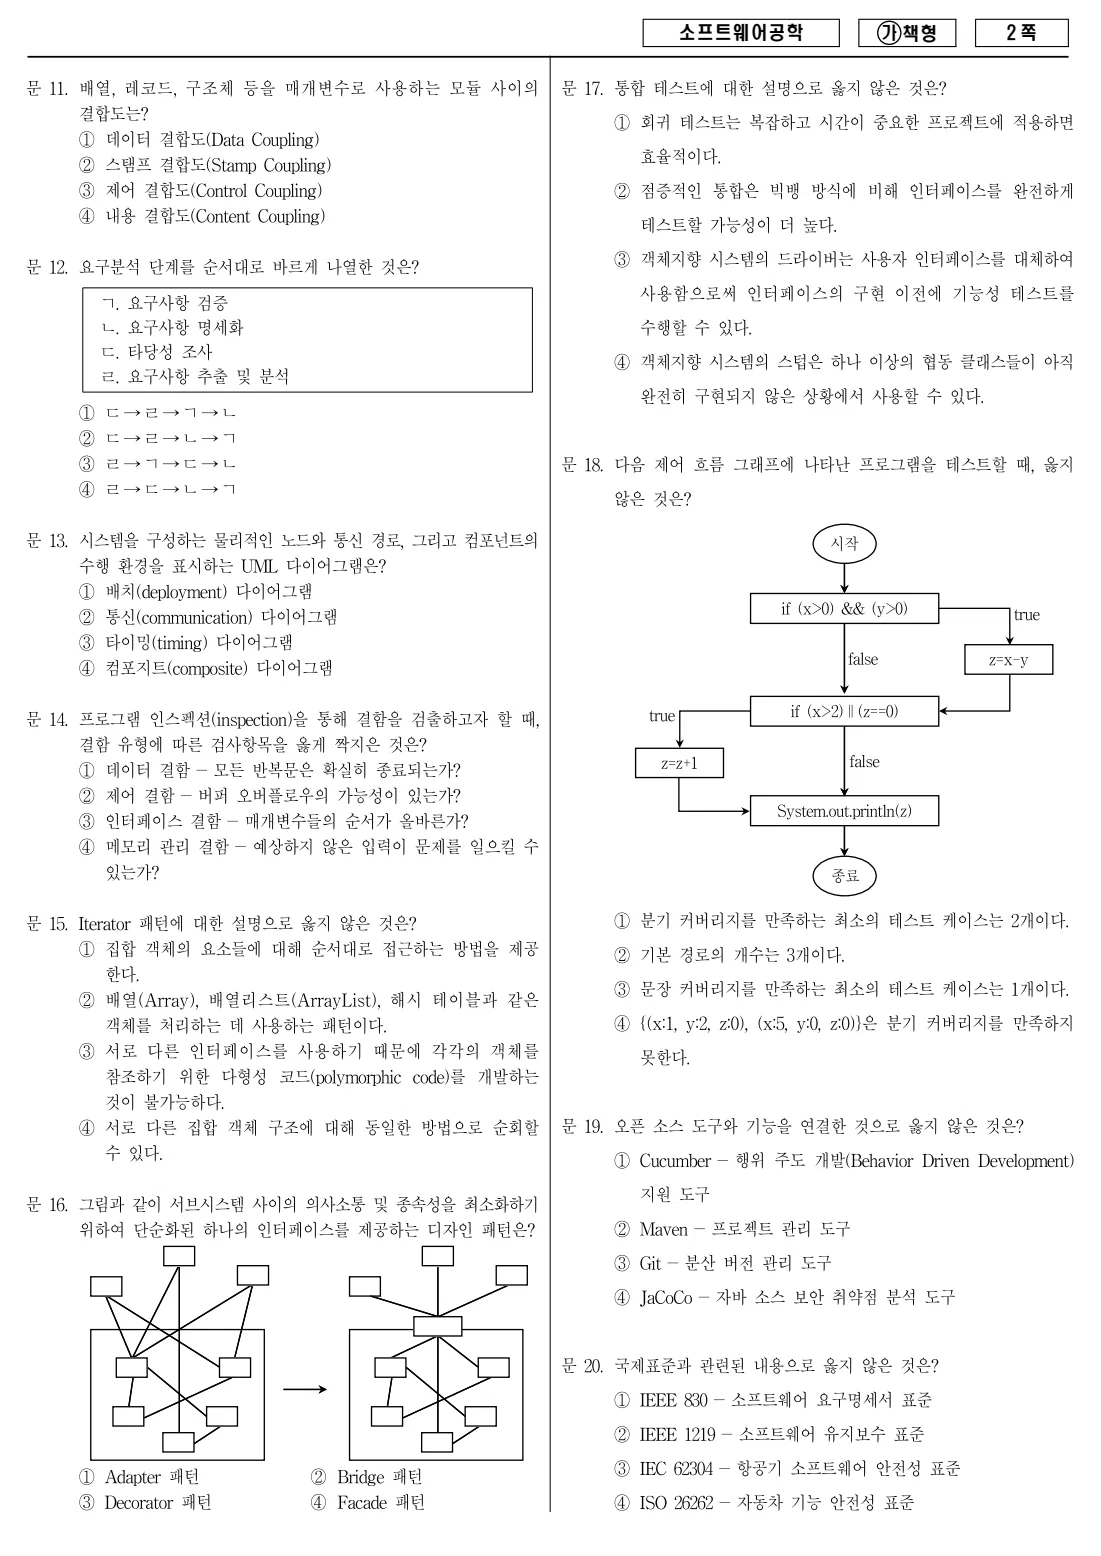 소프트웨어공학
㉮책형
2쪽
문 11. 배열, 레코드, 구조체 등을 매개변수로 사용하는 모듈 사이의
결합도는?
① 데이터 결합도(Data Coupling)
② 스탬프 결합도(Stamp Coupling)
③ 제어 결합도(Control Coupling)
④ 내용 결합도(Content Coupling)
문 12. 요구분석 단계를 순서대로 바르게 나열한 것은?
ㄱ. 요구사항 검증
ㄴ. 요구사항 명세화
ㄷ. 타당성 조사
ㄹ. 요구사항 추출 및 분석
① ㄷ→ㄹ→ㄱ→ㄴ
② ㄷ→ㄹ→ㄴ→ㄱ
③ ㄹ→ㄱ→ㄷ→ㄴ
④ ㄹ→ㄷ→ㄴ→ㄱ
문 13. 시스템을 구성하는 물리적인 노드와 통신 경로, 그리고 컴포넌트의
수행 환경을 표시하는 UML 다이어그램은?
① 배치(deployment) 다이어그램
② 통신(communication) 다이어그램
③ 타이밍(timing) 다이어그램
④ 컴포지트(composite) 다이어그램
문 14. 프로그램 인스펙션(inspection)을 통해 결함을 검출하고자 할 때,
결함 유형에 따른 검사항목을 옳게 짝지은 것은?
① 데이터 결함 – 모든 반복문은 확실히 종료되는가?
② 제어 결함 – 버퍼 오버플로우의 가능성이 있는가?
③ 인터페이스 결함 – 매개변수들의 순서가 올바른가?
④ 메모리 관리 결함 – 예상하지 않은 입력이 문제를 일으킬 수
있는가?
문 15. Iterator 패턴에 대한 설명으로 옳지 않은 것은?
① 집합 객체의 요소들에 대해 순서대로 접근하는 방법을 제공
한다.
② 배열(Array), 배열리스트(ArrayList), 해시 테이블과 같은
객체를 처리하는 데 사용하는 패턴이다.
③ 서로 다른 인터페이스를 사용하기 때문에 각각의 객체를
참조하기 위한 다형성 코드(polymorphic code)를 개발하는
것이 불가능하다.
④ 서로 다른 집합 객체 구조에 대해 동일한 방법으로 순회할
수 있다.
문 16. 그림과 같이 서브시스템 사이의 의사소통 및 종속성을 최소화하기
위하여 단순화된 하나의 인터페이스를 제공하는 디자인 패턴은?
① Adapter 패턴 ② Bridge 패턴
③ Decorator 패턴 ④ Facade 패턴
문 17. 통합 테스트에 대한 설명으로 옳지 않은 것은?
① 회귀 테스트는 복잡하고 시간이 중요한 프로젝트에 적용하면
효율적이다.
② 점증적인 통합은 빅뱅 방식에 비해 인터페이스를 완전하게
테스트할 가능성이 더 높다.
③ 객체지향 시스템의 드라이버는 사용자 인터페이스를 대체하여
사용함으로써 인터페이스의 구현 이전에 기능성 테스트를
수행할 수 있다.
④ 객체지향 시스템의 스텁은 하나 이상의 협동 클래스들이 아직
완전히 구현되지 않은 상황에서 사용할 수 있다.
문 18. 다음 제어 흐름 그래프에 나타난 프로그램을 테스트할 때, 옳지
않은 것은?
시작
if (x>0) && (y>0)
true
false
z=x-y
if (x>2) || (z==0)
true
z=z+1
false
System.out.println(z)
종료
① 분기 커버리지를 만족하는 최소의 테스트 케이스는 2개이다.
② 기본 경로의 개수는 3개이다.
③ 문장 커버리지를 만족하는 최소의 테스트 케이스는 1개이다.
④ {(x:1, y:2, z:0), (x:5, y:0, z:0)}은 분기 커버리지를 만족하지
못한다.
문 19. 오픈 소스 도구와 기능을 연결한 것으로 옳지 않은 것은?
① Cucumber – 행위 주도 개발(Behavior Driven Development)
지원 도구
② Maven – 프로젝트 관리 도구
③ Git – 분산 버전 관리 도구
④ JaCoCo – 자바 소스 보안 취약점 분석 도구
문 20. 국제표준과 관련된 내용으로 옳지 않은 것은?
① IEEE 830 – 소프트웨어 요구명세서 표준
② IEEE 1219 – 소프트웨어 유지보수 표준
③ IEC 62304 – 항공기 소프트웨어 안전성 표준
④ ISO 26262 – 자동차 기능 안전성 표준